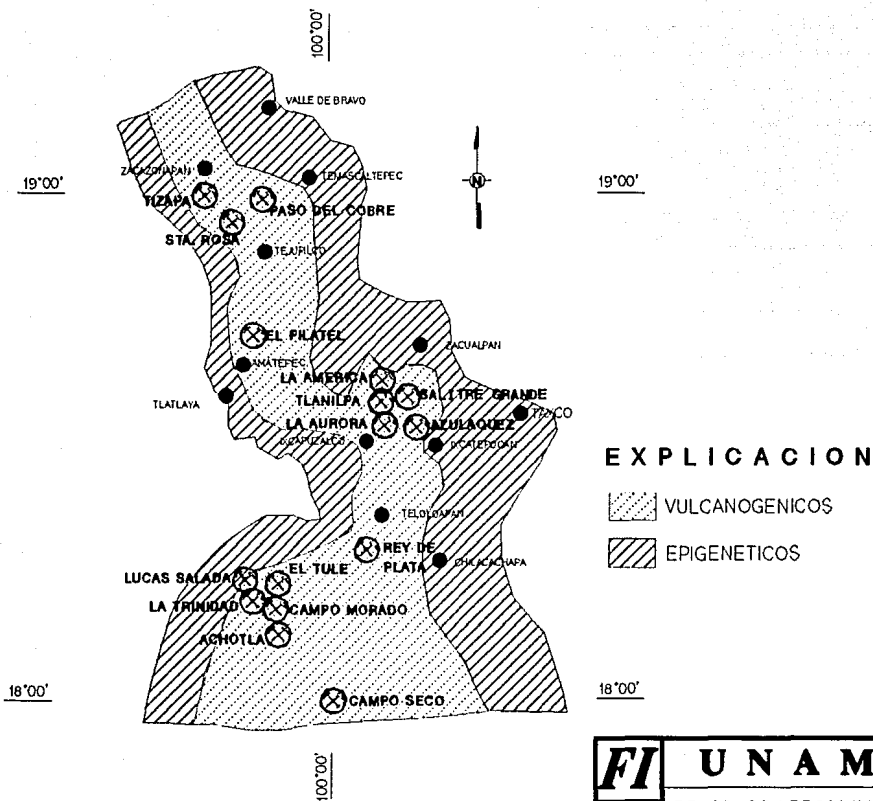 100°00'
VALLE DE BRAVO
ZACAZONAPAN
TEMASCALTEPEC
19°00'
19°00'
N
TIZAPA
PASO DEL COBRE
STA. ROSA
TEJUPILCO
EL PILATEL
ZACUALPAN
AMATEPEC
LA AMERICA
SALITRE GRANDE
TLATLAYA
TLANILPA
TAXCO
LA AURORA
AZULAQUEZ
IXCAPUZALCO
IXCATEPOCAN
EXPLICACION
VULCANOGENICOS
TELOLOAPAN
EPIGENETICOS
REY DE
PLATA
CHILACACHAPA
EL TULE
LUCAS SALADA
LA TRINIDAD
CAMPO MORADO
ACHOTLA
18°00'
18°00'
CAMPO SECO
100°00'
FI UNAM